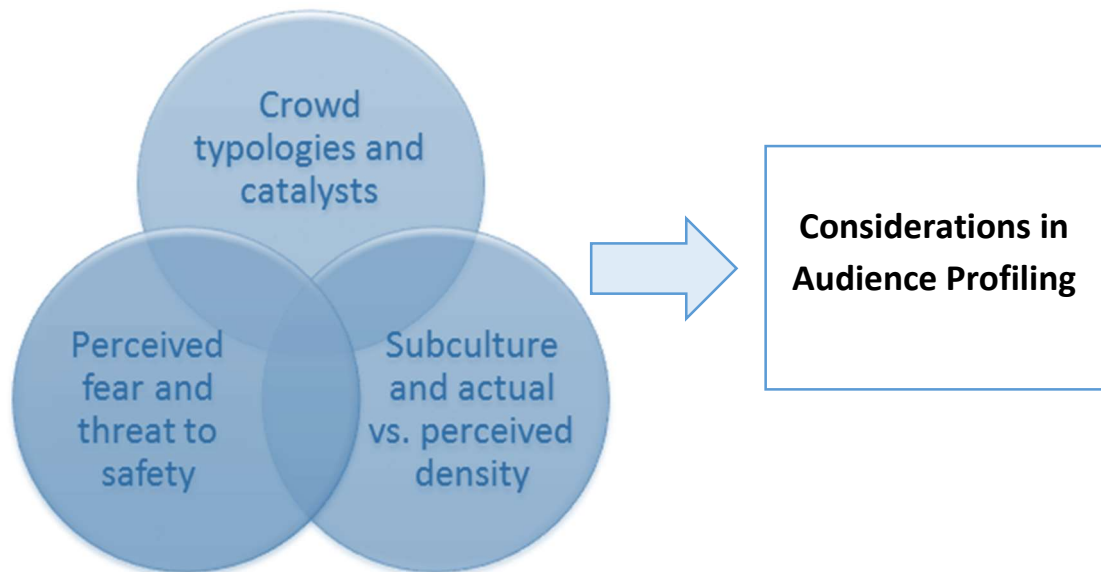 Crowd
typologies and
catalysts
Perceived
fear and
threat to
safety
Subculture
and actual
vs. perceived
density
Considerations in
Audience Profiling